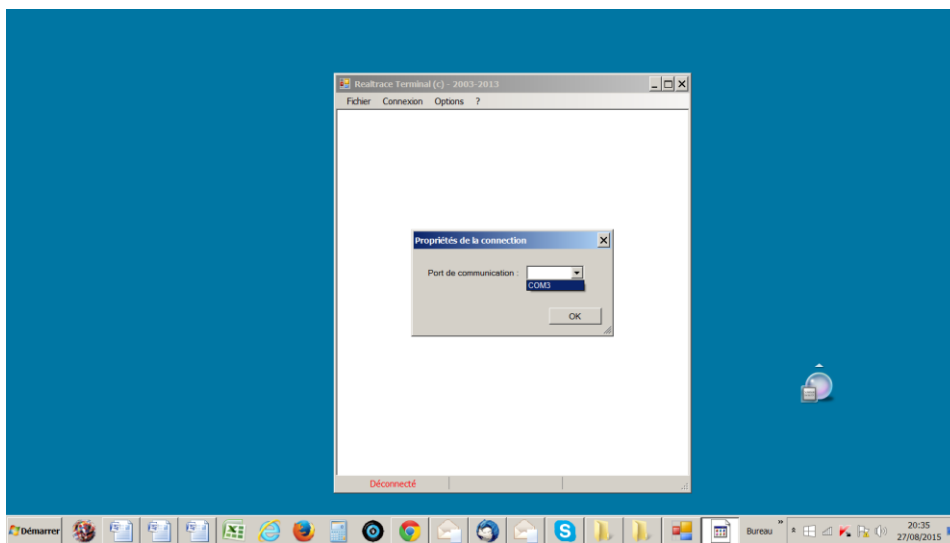 Realtrace Terminal (c) - 2003-2013
Fichier Connexion Options ?
Propriétés de la connection
Port de communication :
COM3
OK
Déconnecté
Démarrer
Bureau
20:35
27/08/2015